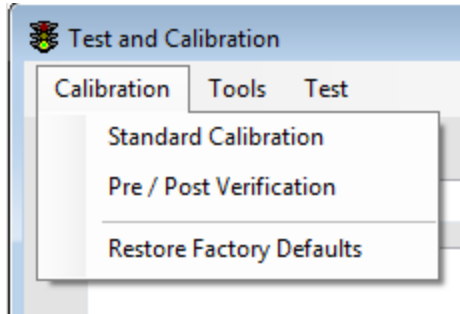 Test and Calibration
Calibration Tools Test
Standard Calibration
Pre / Post Verification
Restore Factory Defaults